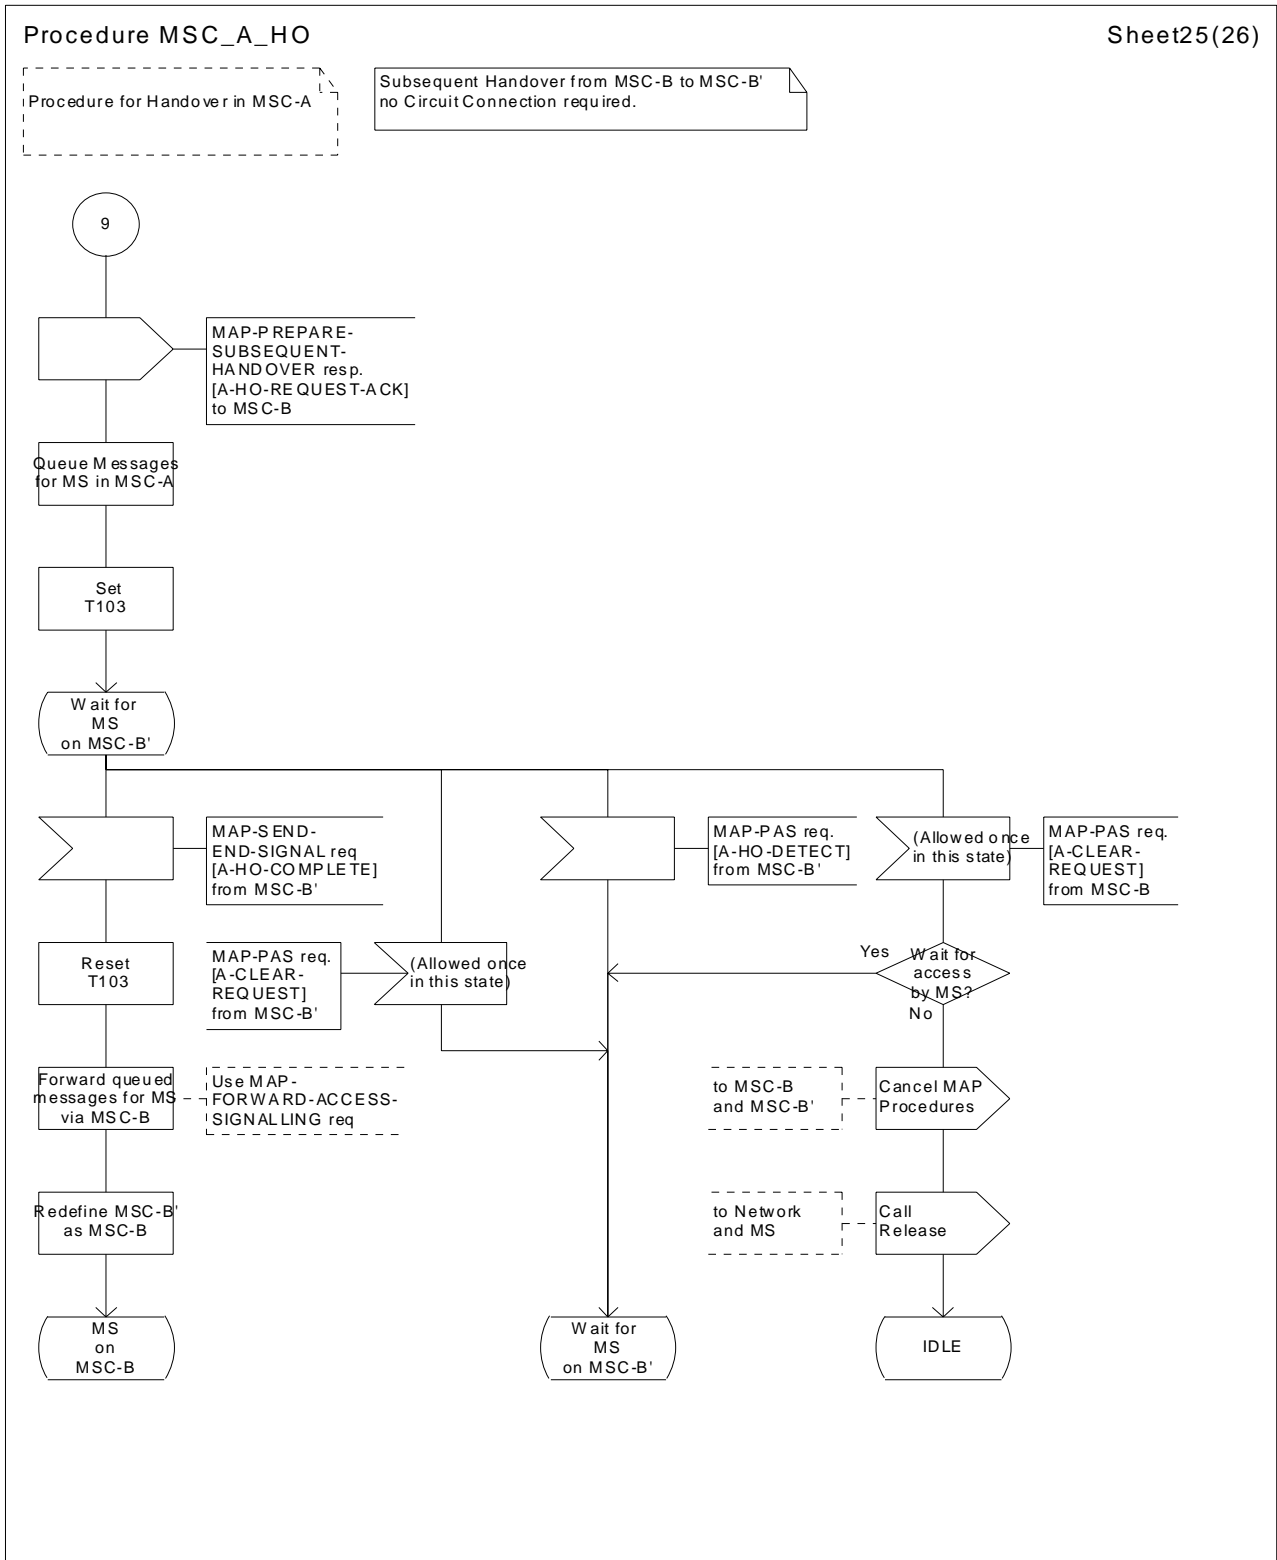 Procedure MSC_A_HO
Sheet25(26)
Procedure for Handover in MSC-A
Subsequent Handover from MSC-B to MSC-B'
no Circuit Connection required.
9
MAP-PREPARE-
SUBSEQUENT-
HANDOVER resp.
[A-HO-REQUEST-ACK]
to MSC-B
Queue Messages
for MS in MSC-A
Set
T103
Wait for
MS
on MSC-B'
MAP-SEND-
END-SIGNAL req
[A-HO-COMPLETE]
from MSC-B'
MAP-PAS req.
[A-HO-DETECT]
from MSC-B'
(Allowed once
in this state)
MAP-PAS req.
[A-CLEAR-
REQUEST]
from MSC-B
Reset
T103
MAP-PAS req.
[A-CLEAR-
REQUEST]
from MSC-B'
(Allowed once
in this state)
Yes
Wait for
access
by MS?
No
Forward queued
messages for MS
via MSC-B
Use MAP-
FORWARD-ACCESS-
SIGNALLING req
to MSC-B
and MSC-B'
Cancel MAP
Procedures
Redefine MSC-B'
as MSC-B
to Network
and MS
Call
Release
MS
on
MSC-B
Wait for
MS
on MSC-B'
IDLE